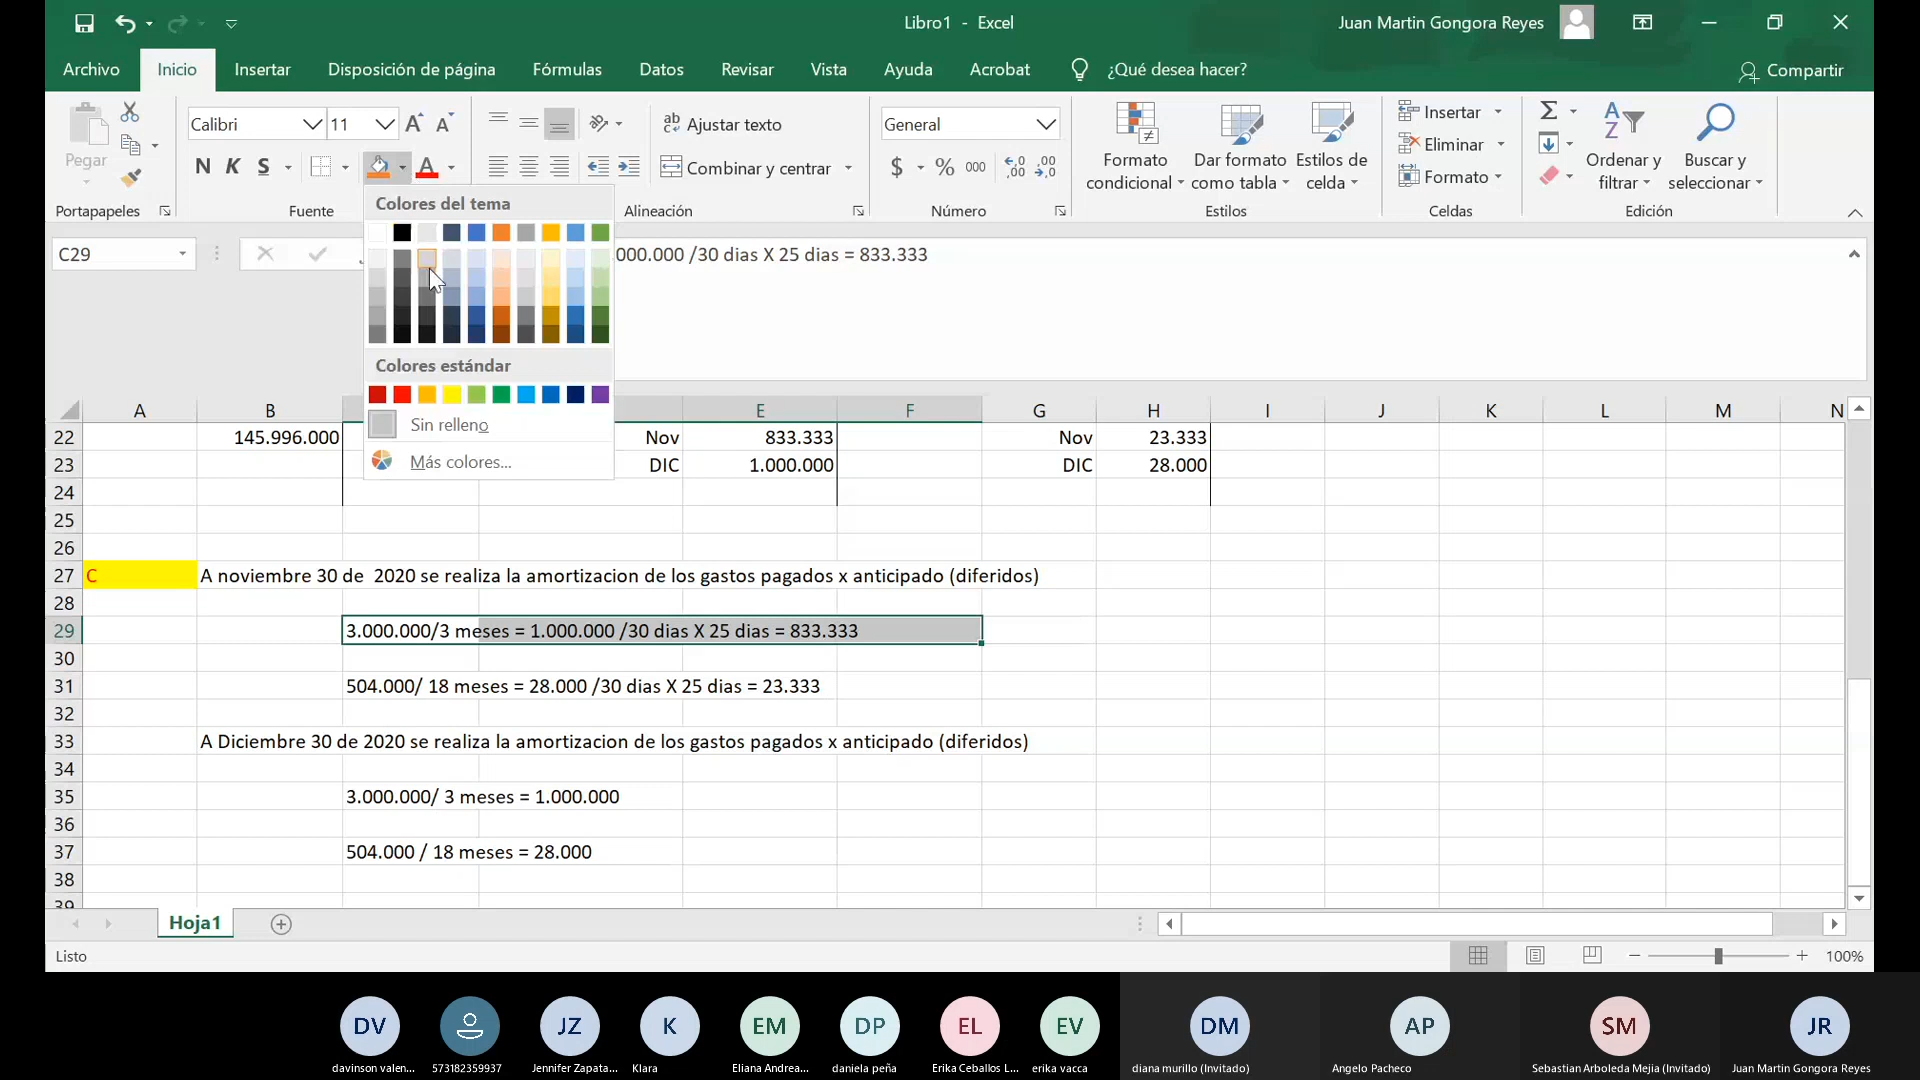 Libro1 - Excel
Juan Martin Gongora Reyes
Archivo Inicio Insertar Disposición de página Fórmulas Datos Revisar Vista Ayuda Acrobat ¿Qué desea hacer? Compartir
Pegar
Portapapeles
Calibri 11
N K S
Fuente
Ajustar texto
Combinar y centrar
Alineación
General
$ % 000
Número
Formato condicional
Dar formato como tabla
Estilos de celda
Estilos
Insertar
Eliminar
Formato
Celdas
Ordenar y filtrar
Buscar y seleccionar
Edición
Colores del tema
Colores estándar
Sin relleno
Más colores...
C29
000.000 /30 dias X 25 dias = 833.333
A B E F G H I J K L M N
22 145.996.000 Nov 833.333 Nov 23.333
23 DIC 1.000.000 DIC 28.000
24
25
26
27 C A noviembre 30 de 2020 se realiza la amortizacion de los gastos pagados x anticipado (diferidos)
28
29 3.000.000/3 meses = 1.000.000 /30 dias X 25 dias = 833.333
30
31 504.000/ 18 meses = 28.000 /30 dias X 25 dias = 23.333
32
33 A Diciembre 30 de 2020 se realiza la amortizacion de los gastos pagados x anticipado (diferidos)
34
35 3.000.000/ 3 meses = 1.000.000
36
37 504.000 / 18 meses = 28.000
38
39
Hoja1
Listo
100%
DV JZ K EM DP EL EV DM AP SM JR
davinson valen... 573182359937 Jennifer Zapata... Klara Eliana Andrea... daniela peña Erika Ceballos L... erika vacca diana murillo (Invitado) Angelo Pacheco Sebastian Arboleda Mejia (Invitado) Juan Martin Gongora Reyes